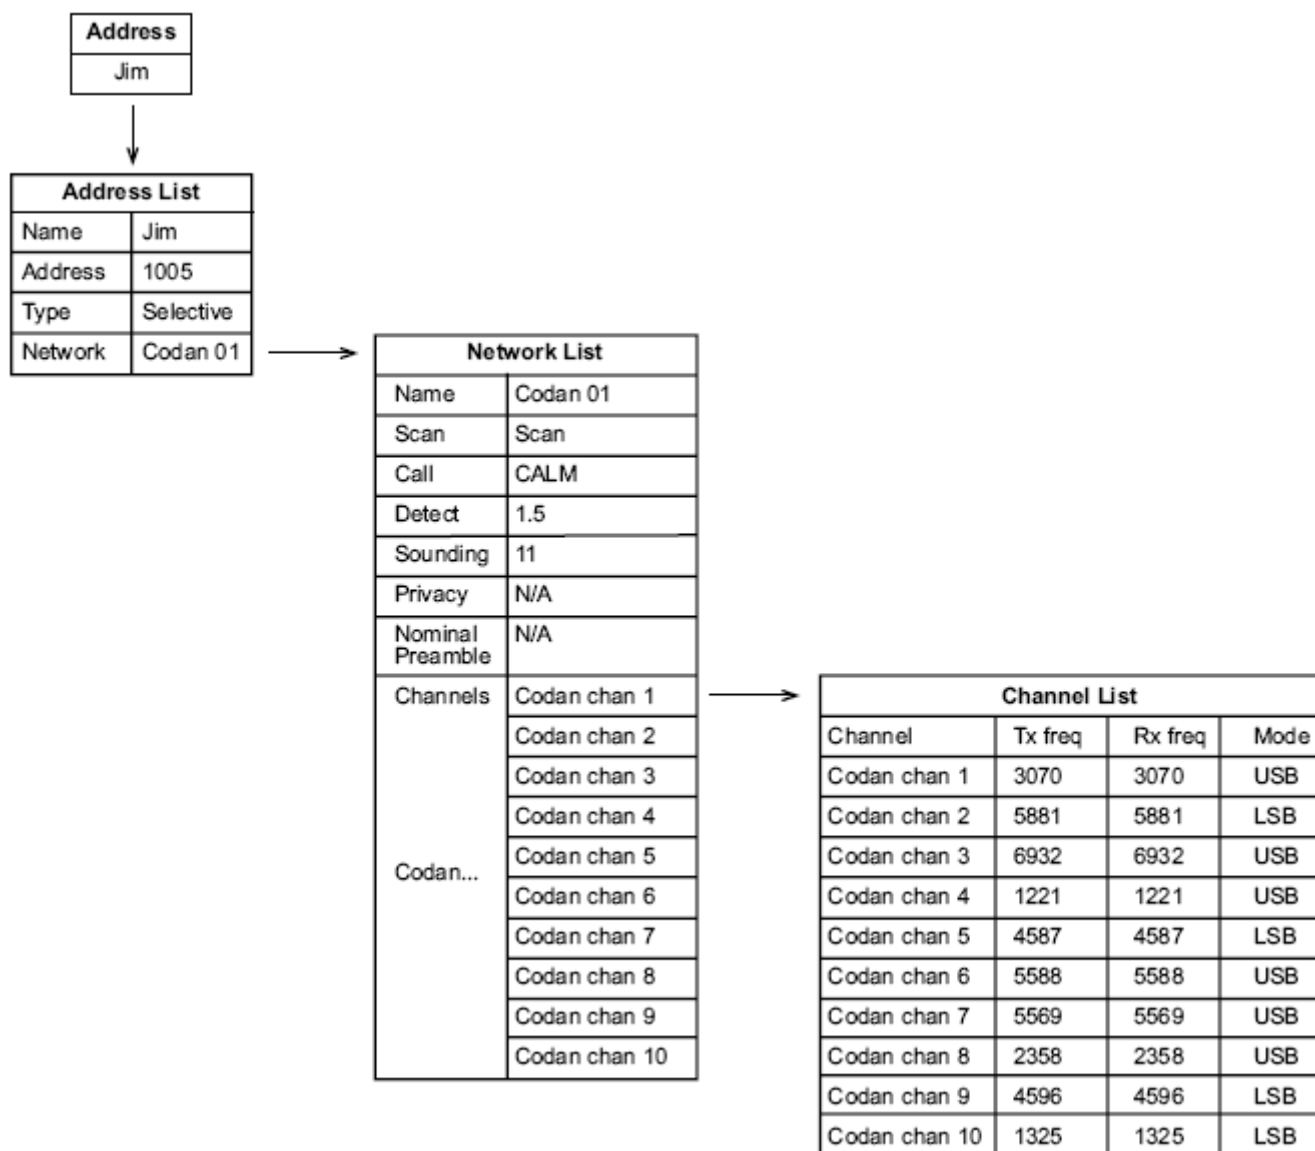 Address
Jim
Address List
Name Jim
Address 1005
Type Selective
Network Codan 01
Network List
Name Codan 01
Scan Scan
Call CALM
Detect 1.5
Sounding 11
Privacy N/A
Nominal N/A
Preamble
Channels Codan chan 1
Codan chan 2
Codan chan 3
Codan chan 4
Codan chan 5
Codan...
Codan chan 6
Codan chan 7
Codan chan 8
Codan chan 9
Codan chan 10
Channel List
Channel Tx freq Rx freq Mode
Codan chan 1 3070 3070 USB
Codan chan 2 5881 5881 LSB
Codan chan 3 6932 6932 USB
Codan chan 4 1221 1221 USB
Codan chan 5 4587 4587 LSB
Codan chan 6 5588 5588 USB
Codan chan 7 5569 5569 USB
Codan chan 8 2358 2358 USB
Codan chan 9 4596 4596 LSB
Codan chan 10 1325 1325 LSB